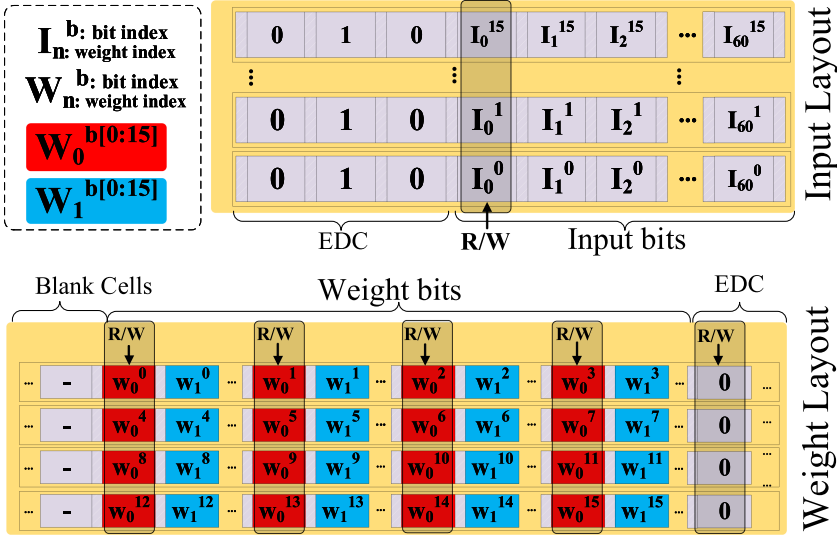 I_n^b b: bit index
n: weight index
W_n^b b: bit index
n: weight index
W_0^b[0:15]
W_1^b[0:15]
0 1 0 I_0^15 I_1^15 I_2^15 ... I_60^15
⋮ ⋮ ⋮
0 1 0 I_0^1 I_1^1 I_2^1 ... I_60^1
0 1 0 I_0^0 I_1^0 I_2^0 ... I_60^0
EDC R/W Input bits
Input Layout
Blank Cells Weight bits EDC
R/W R/W R/W R/W R/W
... - w_0^0 w_1^0 ... w_0^1 w_1^1 ... w_0^2 w_1^2 ... w_0^3 w_1^3 ... 0 ...
... - w_0^4 w_1^4 ... w_0^5 w_1^5 ... w_0^6 w_1^6 ... w_0^7 w_1^7 ... 0 ...
... - w_0^8 w_1^8 ... w_0^9 w_1^9 ... w_0^10 w_1^10 ... w_0^11 w_1^11 ... 0 ...
... - w_0^12 w_1^12 ... w_0^13 w_1^13 ... w_0^14 w_1^14 ... w_0^15 w_1^15 ... 0 ...
Weight Layout